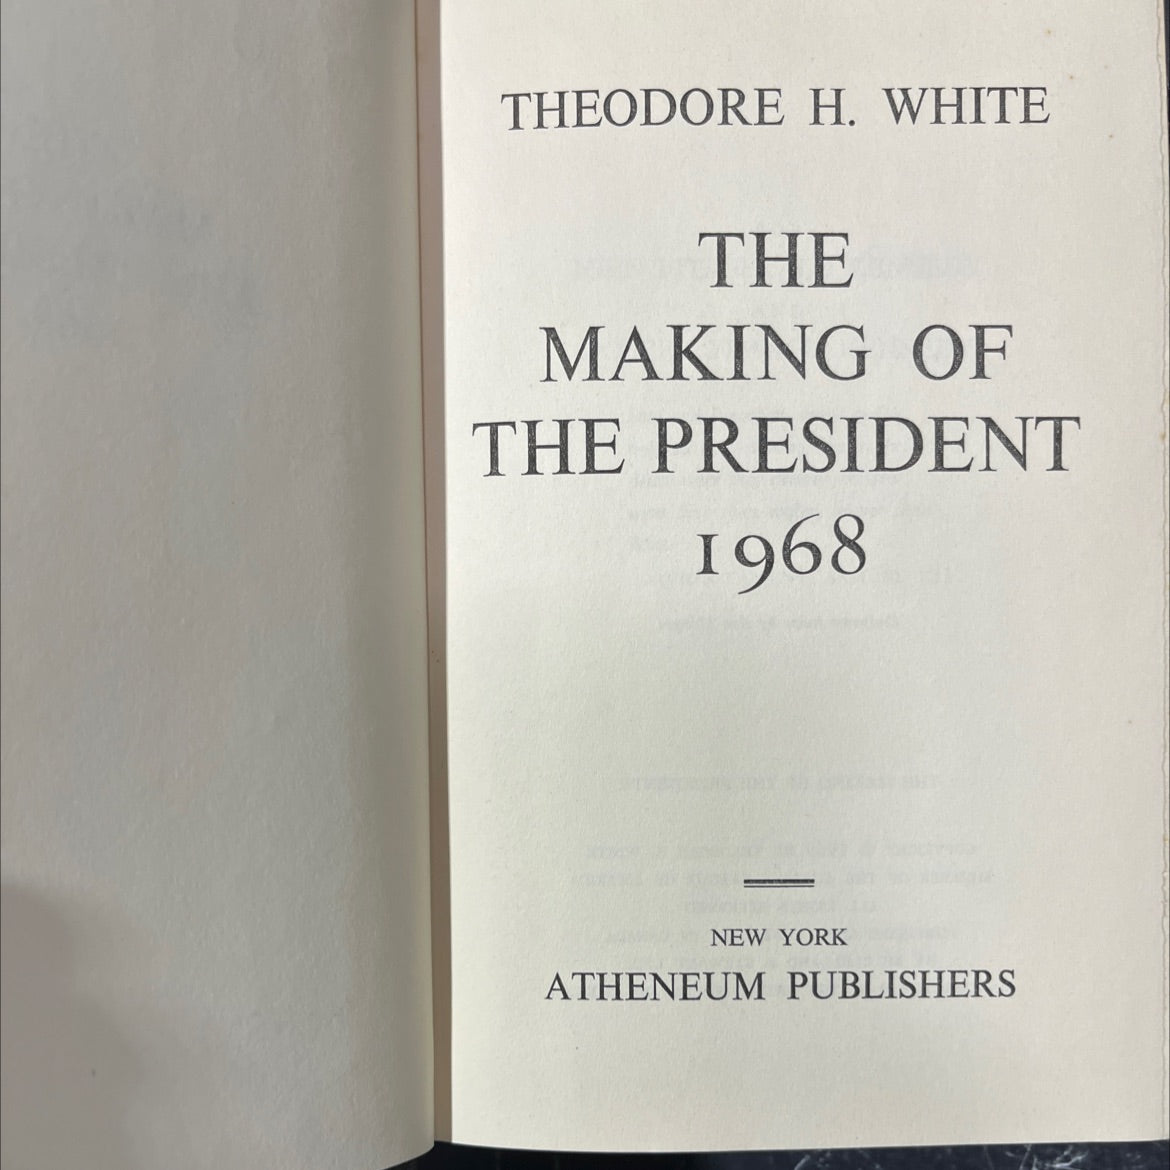 THEODORE H. WHITE
THE
MAKING OF
THE PRESIDENT
1968
NEW YORK
ATHENEUM PUBLISHERS